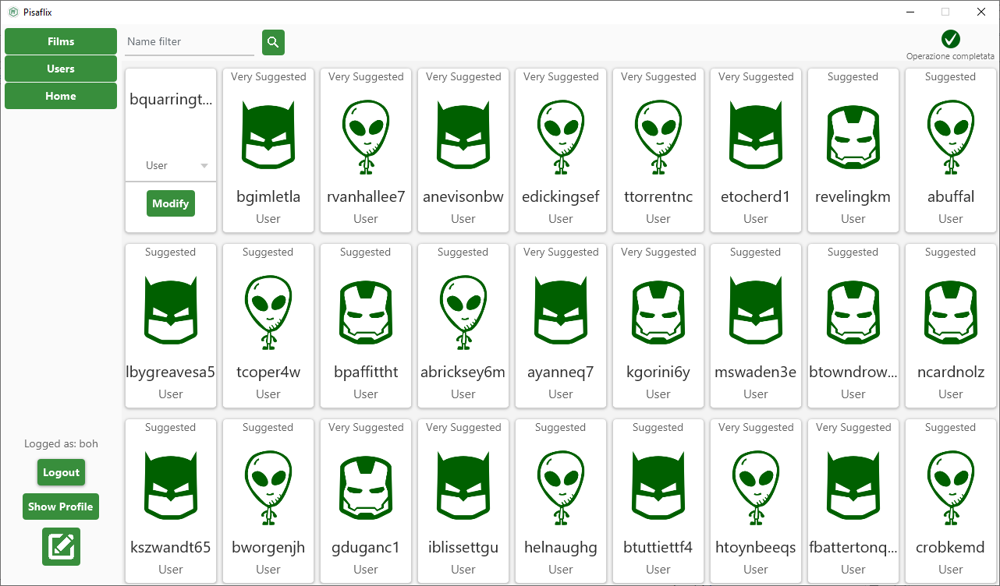 Pisaflix
Films
Users
Home
Name filter
Operazione completata
bquarringt...
User
Modify
Very Suggested
bgimletla
User
Very Suggested
rvanhallee7
User
Very Suggested
anevisonbw
User
Very Suggested
edickingsef
User
Very Suggested
ttorrentnc
User
Very Suggested
etocherd1
User
Suggested
revelingkm
User
Suggested
abuffal
User
Suggested
lbygreavesa5
User
Suggested
tcoper4w
User
Suggested
bpaffittht
User
Suggested
abricksey6m
User
Very Suggested
ayanneq7
User
Very Suggested
kgorini6y
User
Suggested
mswaden3e
User
Suggested
btowndrow...
User
Suggested
ncardnolz
User
Suggested
kszwandt65
User
Suggested
bworgenjh
User
Very Suggested
gduganc1
User
Very Suggested
iblissettgu
User
Suggested
helnaughg
User
Suggested
btuttiettf4
User
Very Suggested
htoynbeeqs
User
Very Suggested
fbattertonq...
User
Suggested
crobkemd
User
Logged as: boh
Logout
Show Profile